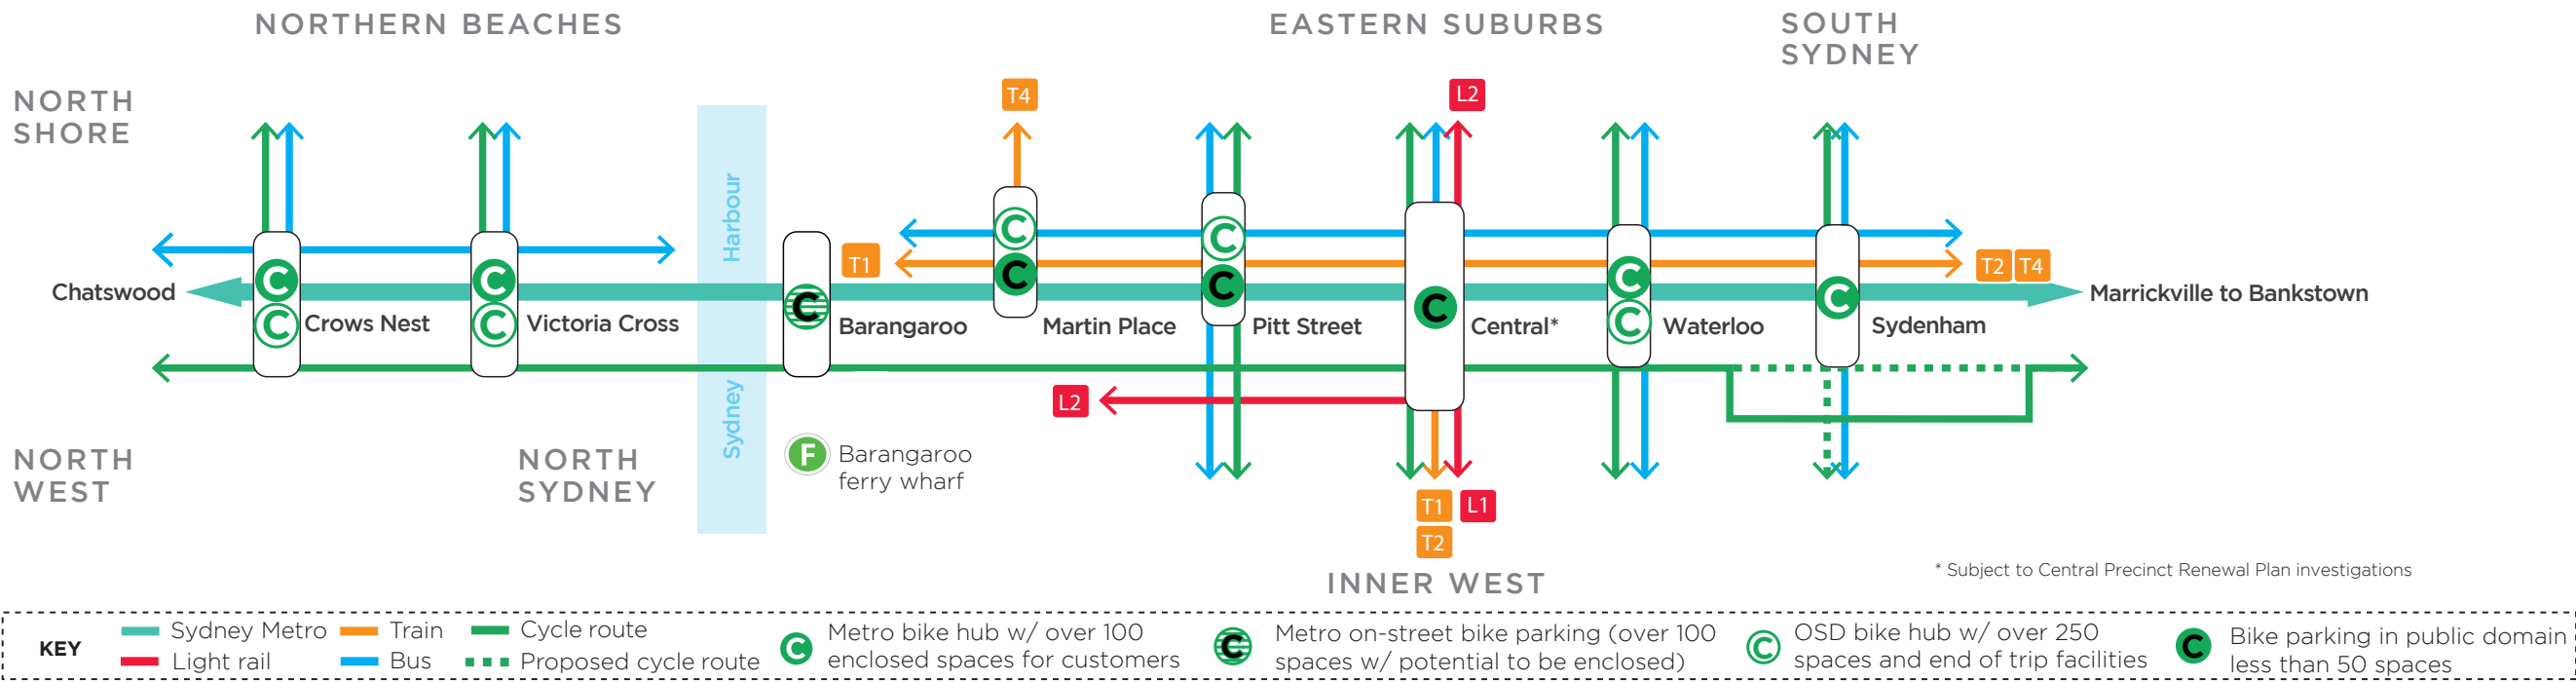 NORTHERN BEACHES
EASTERN SUBURBS
SOUTH
SYDNEY
NORTH
SHORE
T4
L2
Sydney Harbour
T1
C
C
C
C
C
C
C
C
C
C
C
C
C
T2 T4
Chatswood
Crows Nest
Victoria Cross
Barangaroo
Martin Place
Pitt Street
Central*
Waterloo
Sydenham
Marrickville to Bankstown
L2
F
Barangaroo
ferry wharf
NORTH
WEST
NORTH
SYDNEY
T1 L1
T2
INNER WEST
* Subject to Central Precinct Renewal Plan investigations
KEY
Sydney Metro
Light rail
Train
Bus
Cycle route
Proposed cycle route
C
Metro bike hub w/ over 100
enclosed spaces for customers
C
Metro on-street bike parking (over 100
spaces w/ potential to be enclosed)
C
OSD bike hub w/ over 250
spaces and end of trip facilities
C
Bike parking in public domain
less than 50 spaces